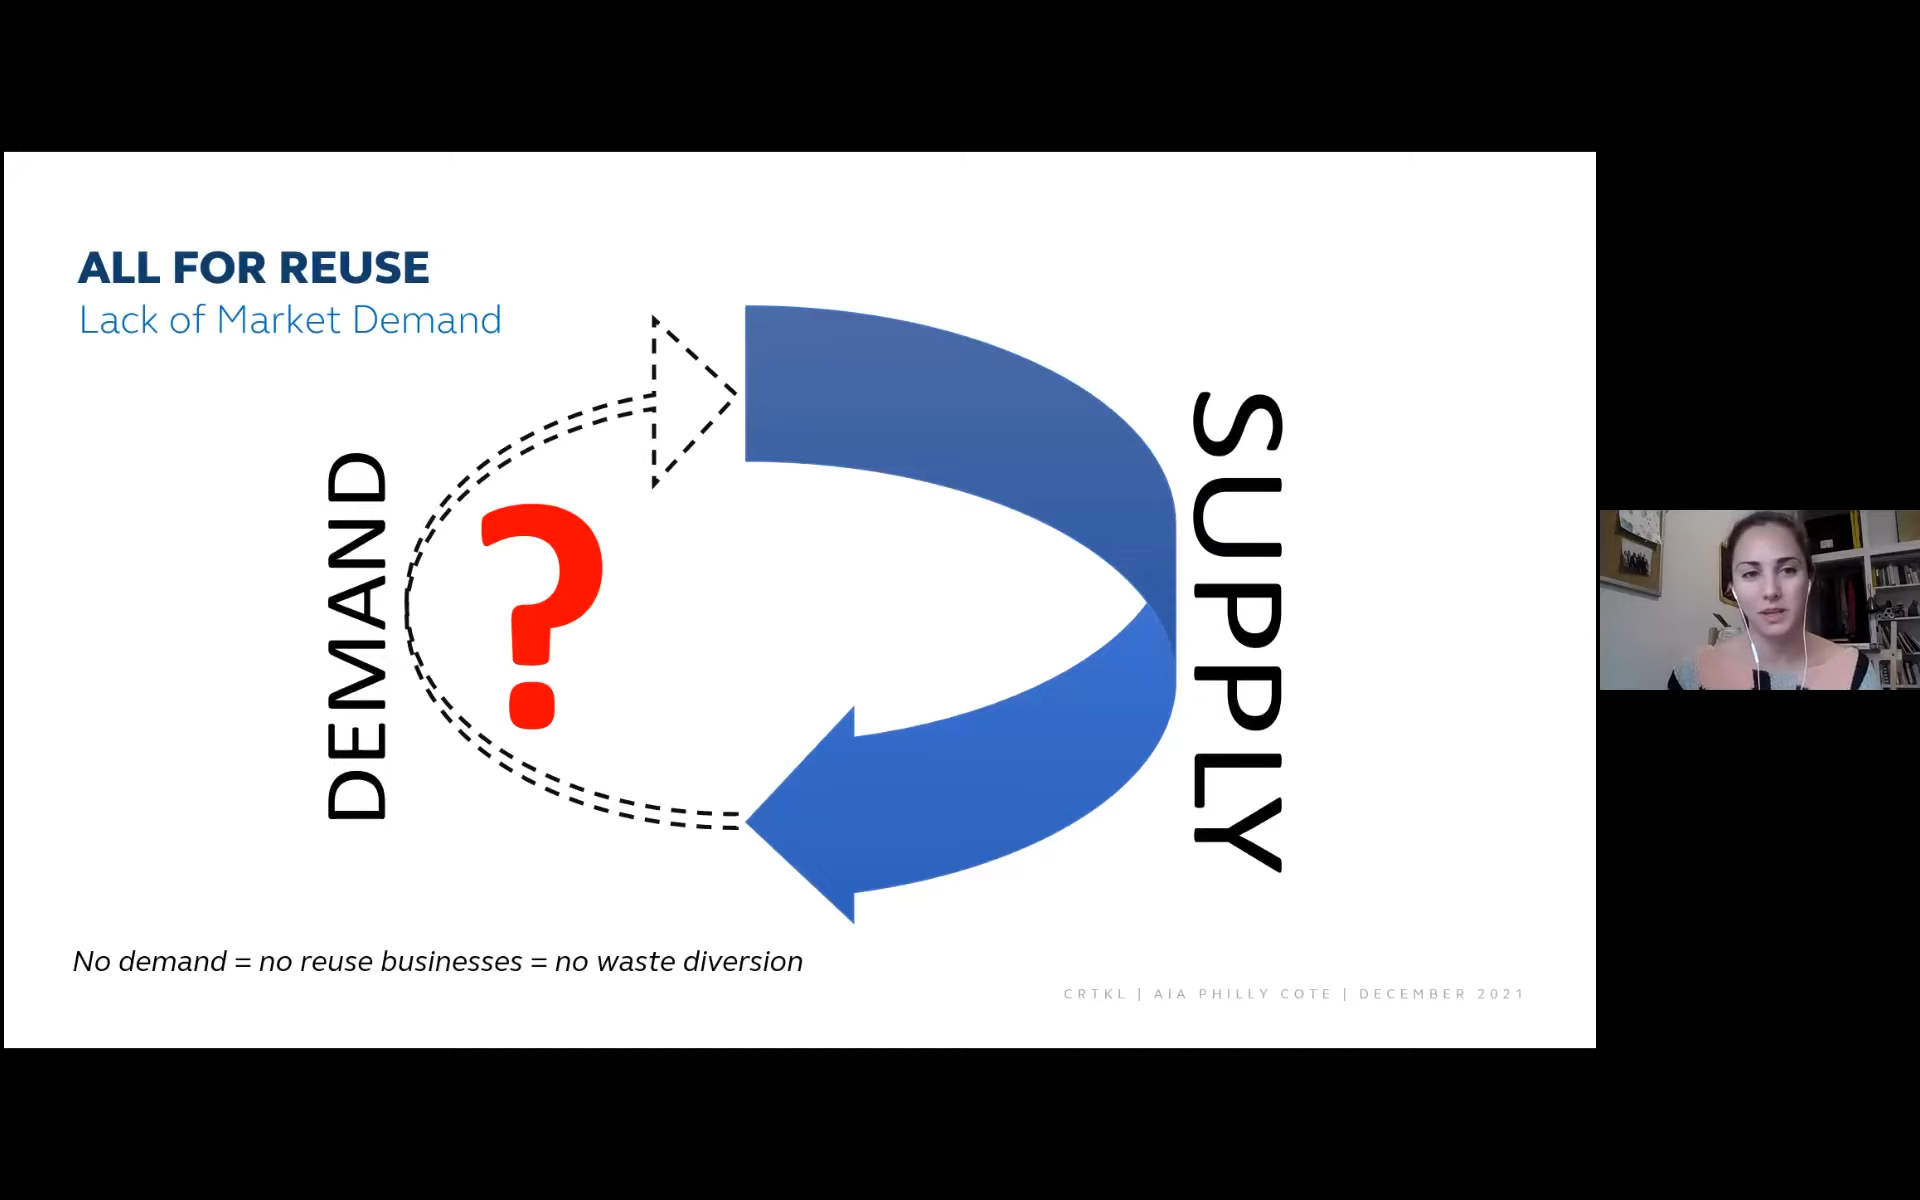 ALL FOR REUSE
Lack of Market Demand
DEMAND
?
SUPPLY
No demand = no reuse businesses = no waste diversion
CRTKL | AIA PHILLY COTE | DECEMBER 2021